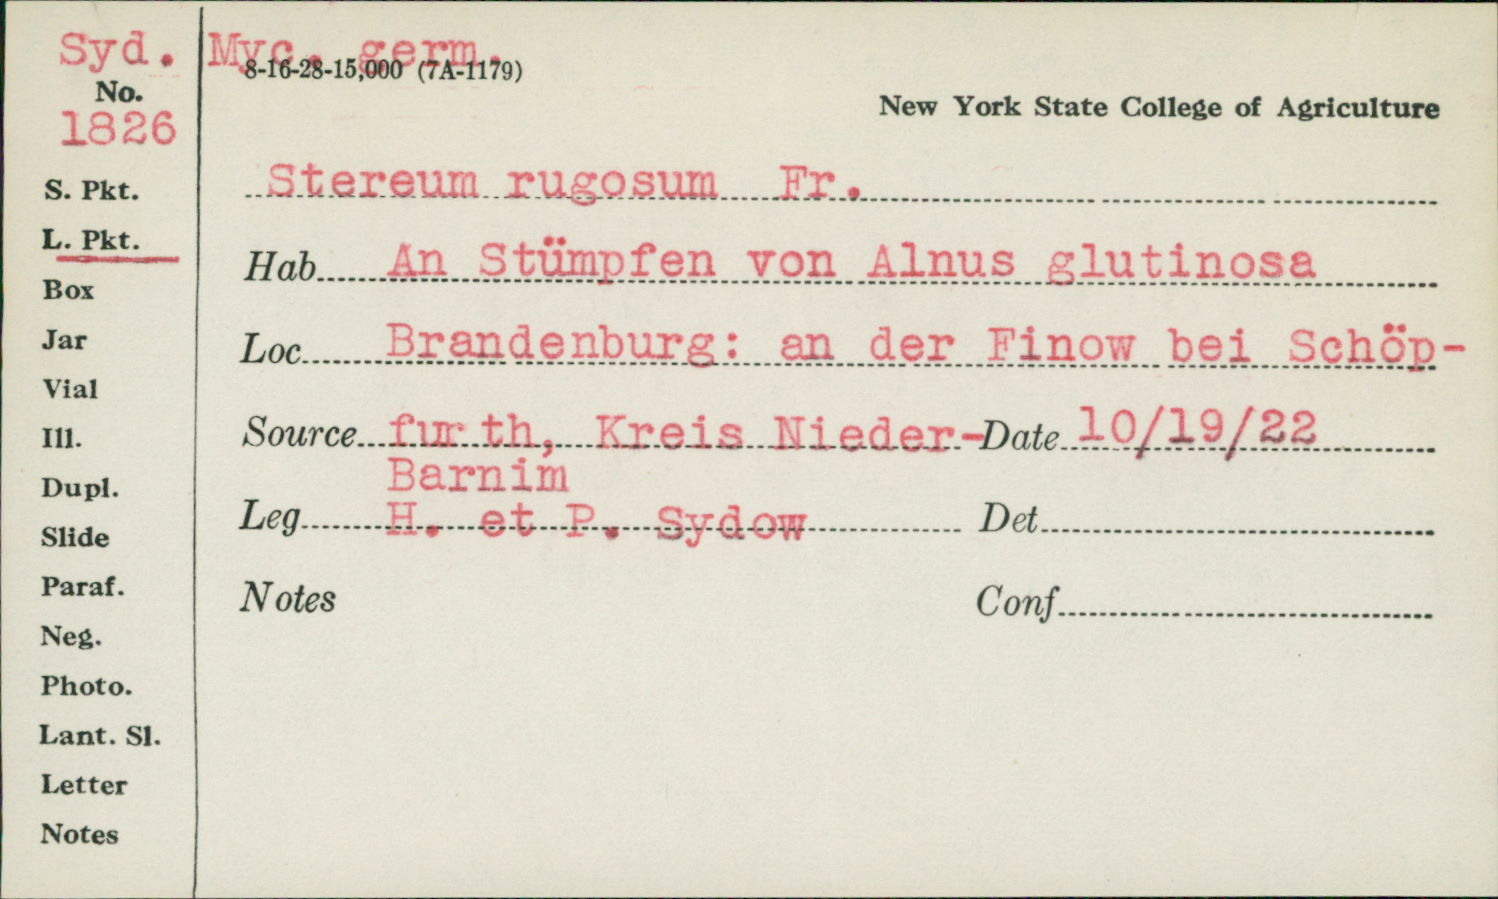 Syd. Myc. germ.
8-16-28-15,000 (7A-1179)
No.
1826
New York State College of Agriculture
S. Pkt.
Stereum rugosum Fr.
L. Pkt.
Hab. An Stümpfen von Alnus glutinosa
Box
Jar
Loc. Brandenburg: an der Finow bei Schöp-
Vial
Ill.
Source furth, Kreis Nieder- Date 10/19/22
Barnim
Dupl.
Leg. H. et P. Sydow Det.
Slide
Paraf.
Notes Conf.
Neg.
Photo.
Lant. Sl.
Letter
Notes